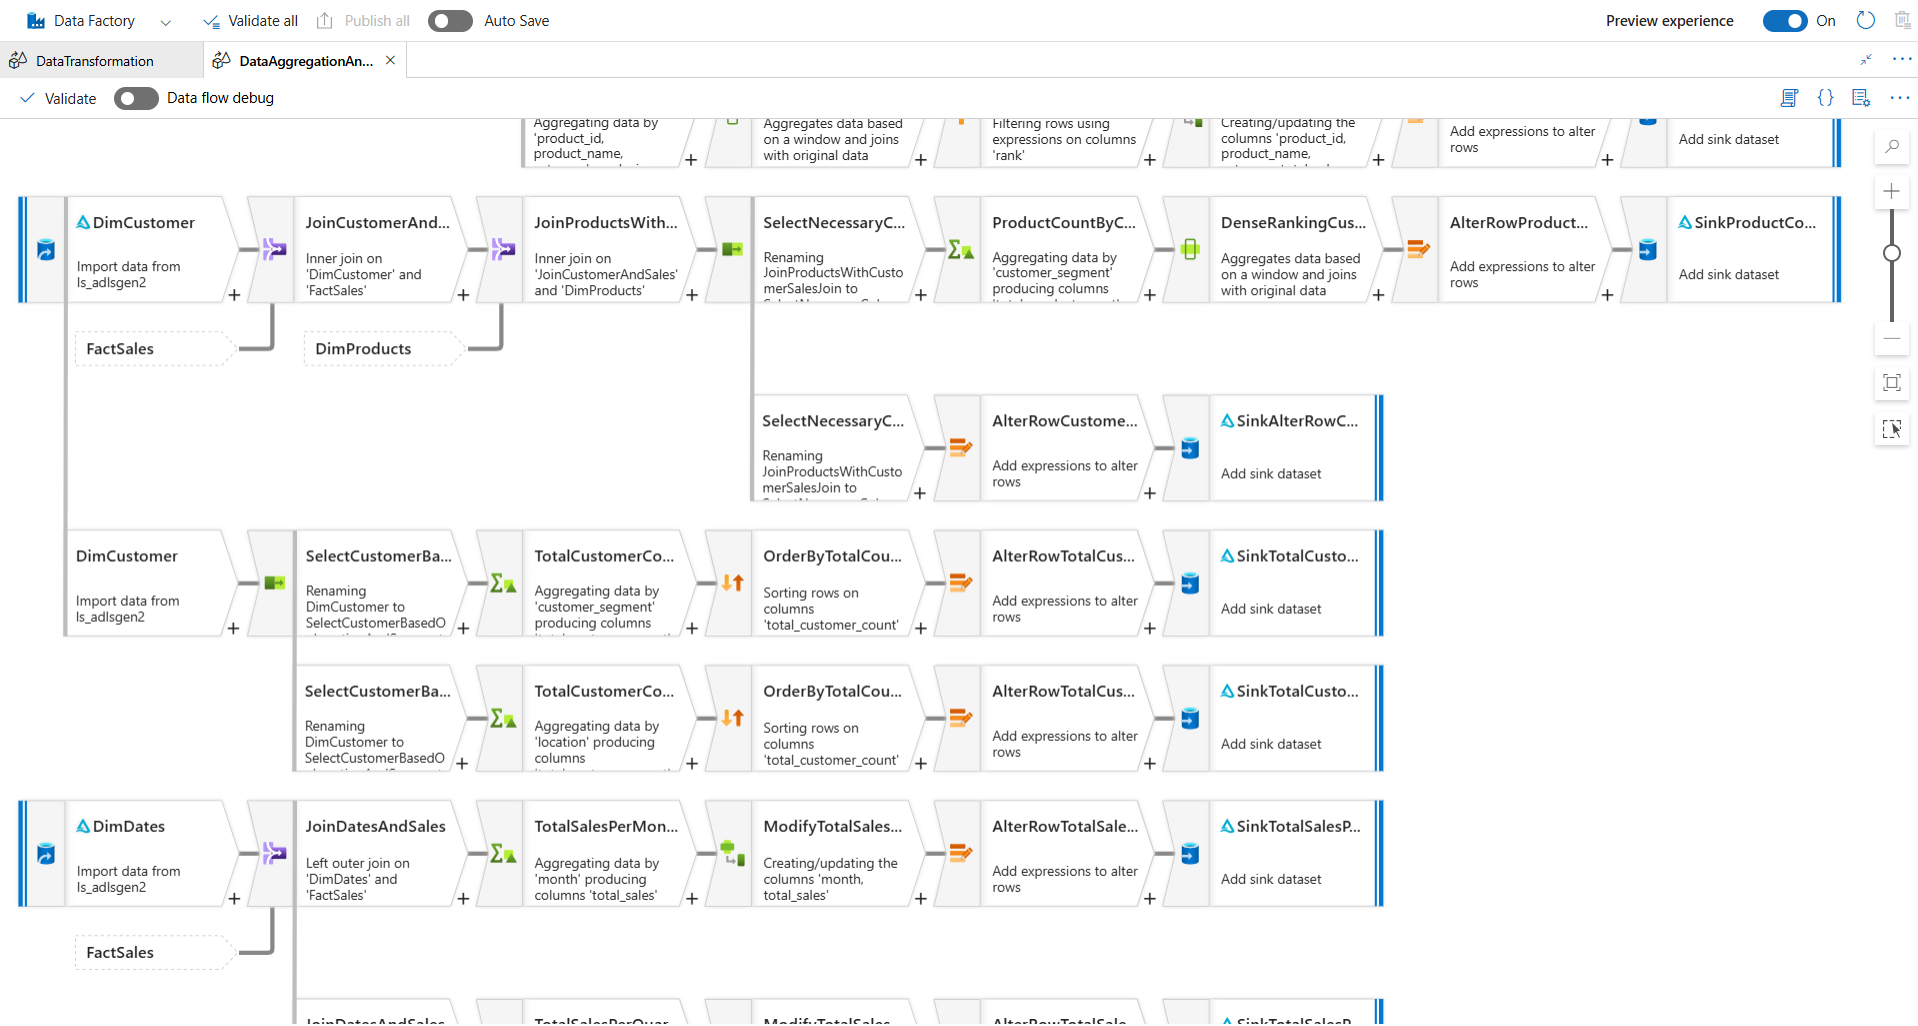 Data Factory
Validate all
Publish all
Auto Save
Preview experience
On
DataTransformation
DataAggregationAn...
Validate
Data flow debug
Aggregating data by
'product_id,
product_name,
Aggregates data based
on a window and joins
with original data
Filtering rows using
expressions on columns
'rank'
Creating/updating the
columns 'product_id,
product_name,
Add expressions to alter
rows
Add sink dataset
DimCustomer
Import data from
ls_adlsgen2
JoinCustomerAnd...
Inner join on
'DimCustomer' and
'FactSales'
JoinProductsWith...
Inner join on
'JoinCustomerAndSales'
and 'DimProducts'
SelectNecessaryC...
Renaming
JoinProductsWithCusto
merSalesJoin to
ProductCountByC...
Aggregating data by
'customer_segment'
producing columns
DenseRankingCus...
Aggregates data based
on a window and joins
with original data
AlterRowProduct...
Add expressions to alter
rows
SinkProductCo...
Add sink dataset
FactSales
DimProducts
SelectNecessaryC...
Renaming
JoinProductsWithCusto
merSalesJoin to
AlterRowCustome...
Add expressions to alter
rows
SinkAlterRowC...
Add sink dataset
DimCustomer
Import data from
ls_adlsgen2
SelectCustomerBa...
Renaming
DimCustomer to
SelectCustomerBasedO
TotalCustomerCo...
Aggregating data by
'customer_segment'
producing columns
OrderByTotalCou...
Sorting rows on
columns
'total_customer_count'
AlterRowTotalCus...
Add expressions to alter
rows
SinkTotalCusto...
Add sink dataset
SelectCustomerBa...
Renaming
DimCustomer to
SelectCustomerBasedO
TotalCustomerCo...
Aggregating data by
'location' producing
columns
OrderByTotalCou...
Sorting rows on
columns
'total_customer_count'
AlterRowTotalCus...
Add expressions to alter
rows
SinkTotalCusto...
Add sink dataset
DimDates
Import data from
ls_adlsgen2
JoinDatesAndSales
Left outer join on
'DimDates' and
'FactSales'
TotalSalesPerMon...
Aggregating data by
'month' producing
columns 'total_sales'
ModifyTotalSales...
Creating/updating the
columns 'month,
total_sales'
AlterRowTotalSale...
Add expressions to alter
rows
SinkTotalSalesP...
Add sink dataset
FactSales
JoinDatesAndSales
TotalSalesPerQuar...
ModifyTotalSales...
AlterRowTotalSale...
SinkTotalSalesP...